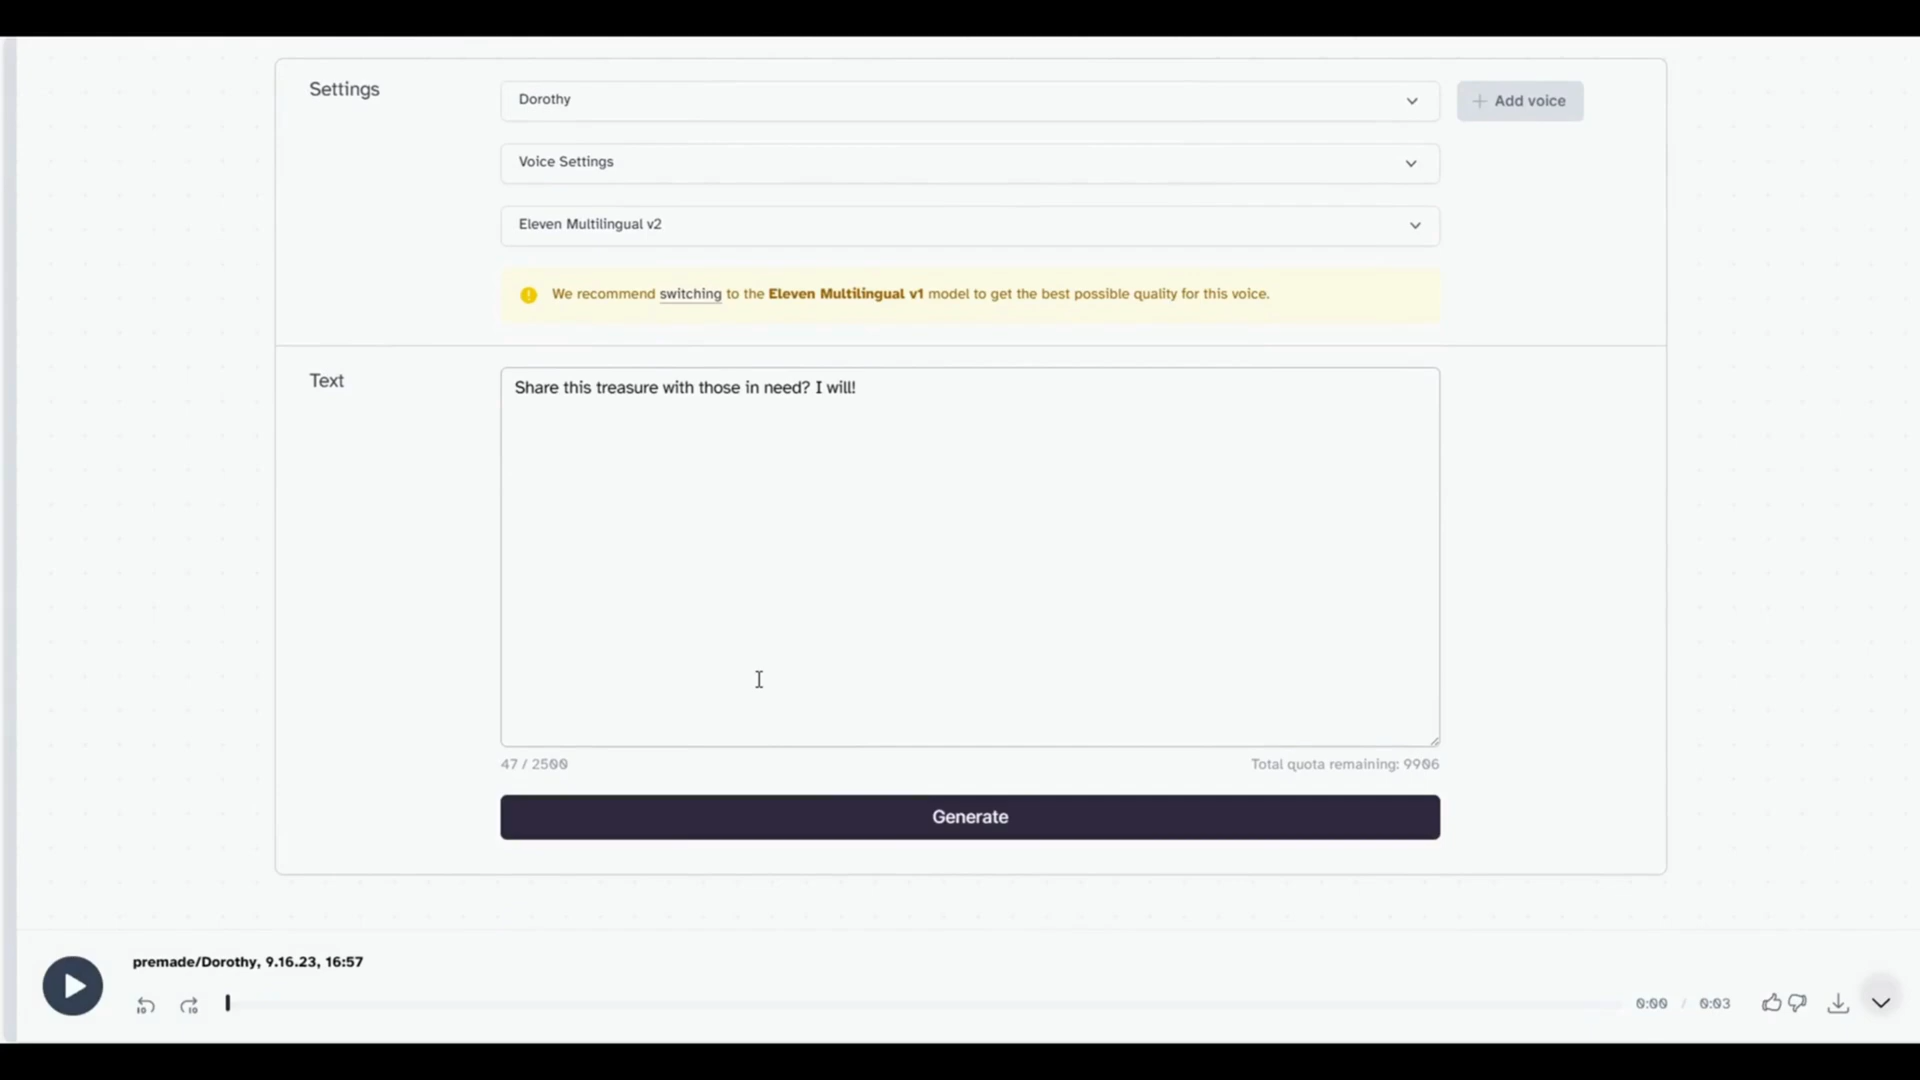 Settings
Dorothy
Add voice
Voice Settings
Eleven Multilingual v2
We recommend switching to the Eleven Multilingual v1 model to get the best possible quality for this voice.
Text
Share this treasure with those in need? I will!
47 / 2500
Total quota remaining: 9906
Generate
premade/Dorothy, 9.16.23, 16:57
10
10
0:00 / 0:03